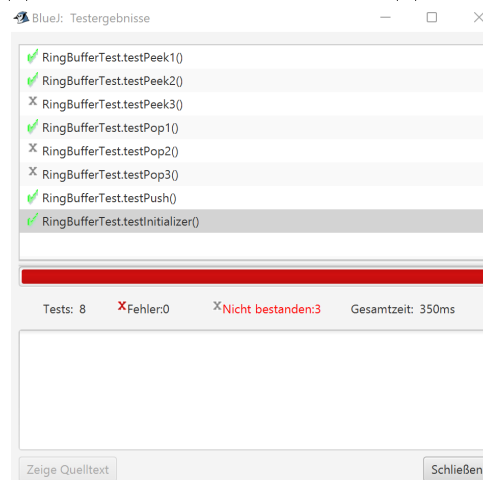 BlueJ: Testergebnisse
RingBufferTest.testPeek1()
RingBufferTest.testPeek2()
RingBufferTest.testPeek3()
RingBufferTest.testPop1()
RingBufferTest.testPop2()
RingBufferTest.testPop3()
RingBufferTest.testPush()
RingBufferTest.testInitializer()
Tests: 8 Fehler:0 Nicht bestanden:3 Gesamtzeit: 350ms
Zeige Quelltext Schließen